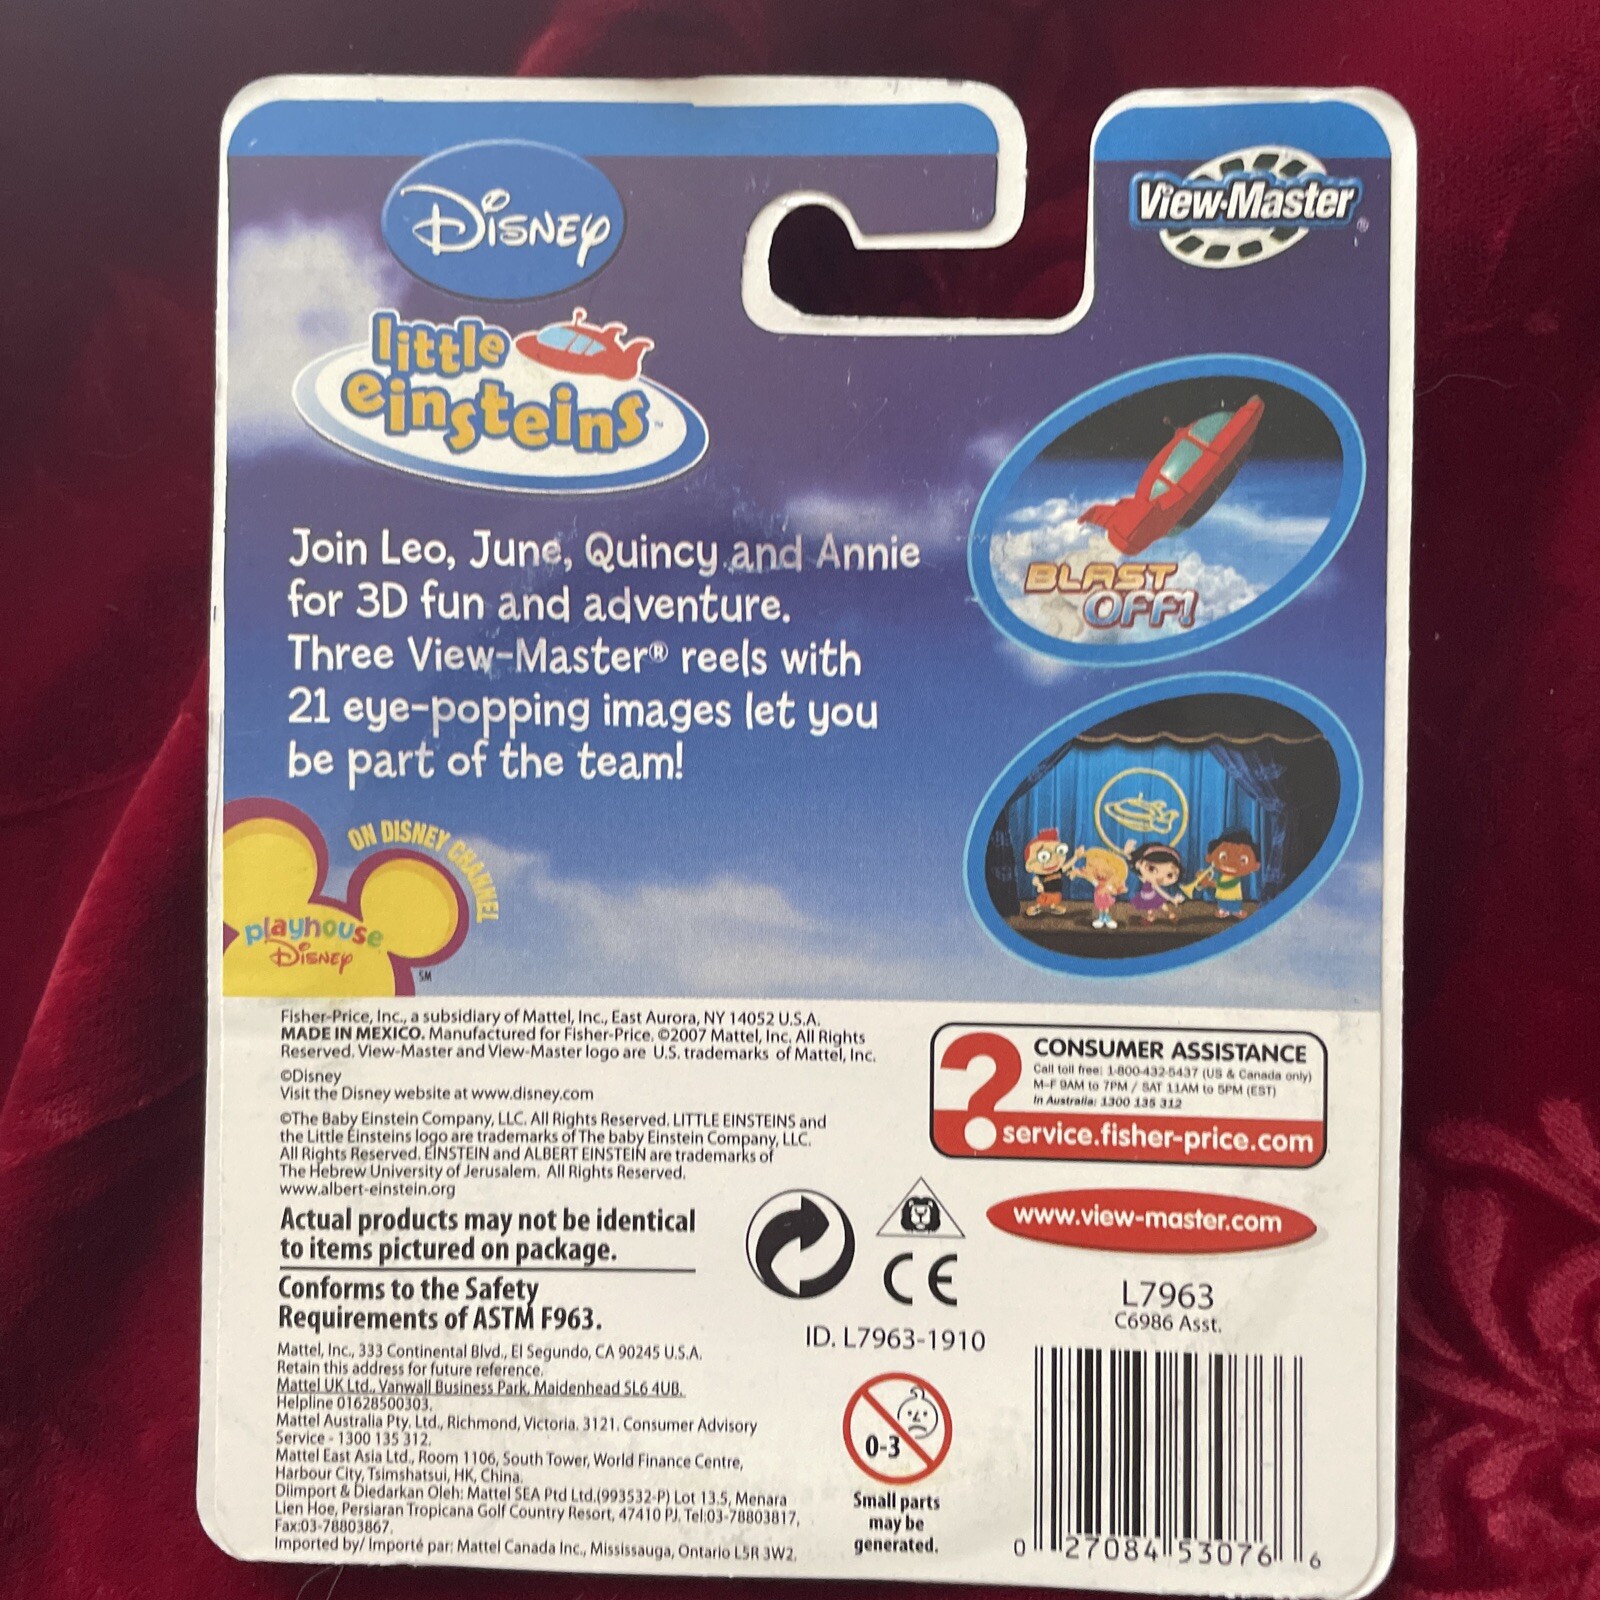 Disney
View-Master®
little
einsteins™
Join Leo, June, Quincy and Annie
for 3D fun and adventure.
Three View-Master® reels with
21 eye-popping images let you
be part of the team!
BLAST
OFF!
ON DISNEY CHANNEL
playhouse
Disney
SM
Fisher-Price, Inc., a subsidiary of Mattel, Inc., East Aurora, NY 14052 U.S.A.
MADE IN MEXICO. Manufactured for Fisher-Price. ©2007 Mattel, Inc. All Rights
Reserved. View-Master and View-Master logo are U.S. trademarks of Mattel, Inc.
©Disney
Visit the Disney website at www.disney.com
©The Baby Einstein Company, LLC. All Rights Reserved. LITTLE EINSTEINS and
the Little Einsteins logo are trademarks of The baby Einstein Company, LLC.
All Rights Reserved. EINSTEIN and ALBERT EINSTEIN are trademarks of
The Hebrew University of Jerusalem. All Rights Reserved.
www.albert-einstein.org
Actual products may not be identical
to items pictured on package.
Conforms to the Safety
Requirements of ASTM F963.
Mattel, Inc., 333 Continental Blvd., El Segundo, CA 90245 U.S.A.
Retain this address for future reference.
Mattel UK Ltd., Vanwall Business Park, Maidenhead SL6 4UB.
Helpline 01628500303.
Mattel Australia Pty. Ltd., Richmond, Victoria. 3121. Consumer Advisory
Service - 1300 135 312.
Mattel East Asia Ltd., Room 1106, South Tower, World Finance Centre,
Harbour City, Tsimshatsui, HK, China.
Diimport & Diedarkan Oleh: Mattel SEA Ptd Ltd.(993532-P) Lot 13.5, Menara
Lien Hoe, Persiaran Tropicana Golf Country Resort, 47410 PJ. Tel:03-78803817,
Fax:03-78803867.
Imported by/ Importé par: Mattel Canada Inc., Mississauga, Ontario L5R 3W2.
?
CONSUMER ASSISTANCE
Call toll free: 1-800-432-5437 (US & Canada only)
M-F 9AM to 7PM / SAT 11AM to 5PM (EST)
In Australia: 1300 135 312
service.fisher-price.com
www.view-master.com
CE
ID. L7963-1910
L7963
C6986 Asst.
0-3
Small parts
may be
generated.
0 27084 53076 6